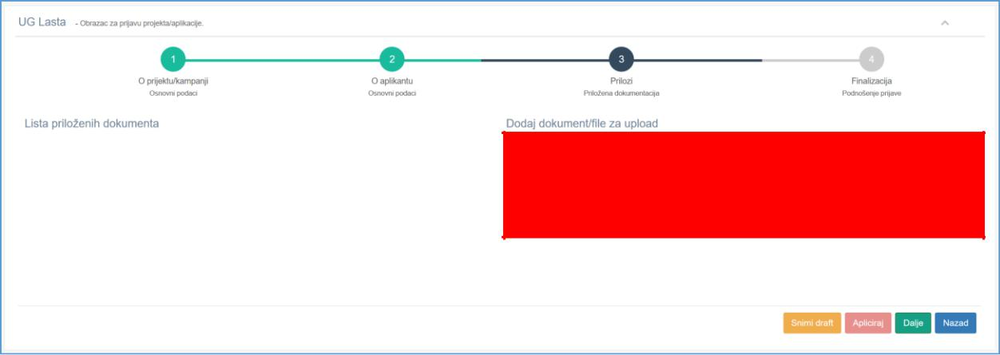 UG Lasta - Obrazac za prijavu projekta/aplikacije.
1 2 3 4
O prijektu/kampanji O aplikantu Prilozi Finalizacija
Osnovni podaci Osnovni podaci Priložena dokumentacija Podnošenje prijave
Lista priloženih dokumenta Dodaj dokument/file za upload
Snimi draft Apliciraj Dalje Nazad